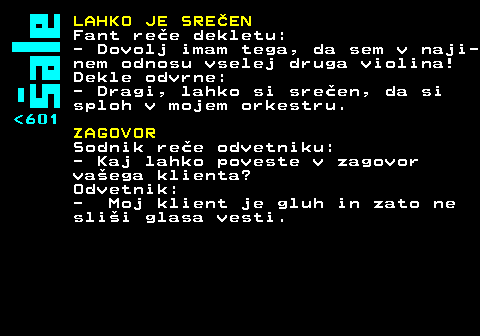 šale
<601
LAHKO JE SREČEN
Fant reče dekletu:
- Dovolj imam tega, da sem v naji-
nem odnosu vselej druga violina!
Dekle odvrne:
- Dragi, lahko si srečen, da si
sploh v mojem orkestru.
ZAGOVOR
Sodnik reče odvetniku:
- Kaj lahko poveste v zagovor
vašega klienta?
Odvetnik:
-  Moj klient je gluh in zato ne
sliši glasa vesti.